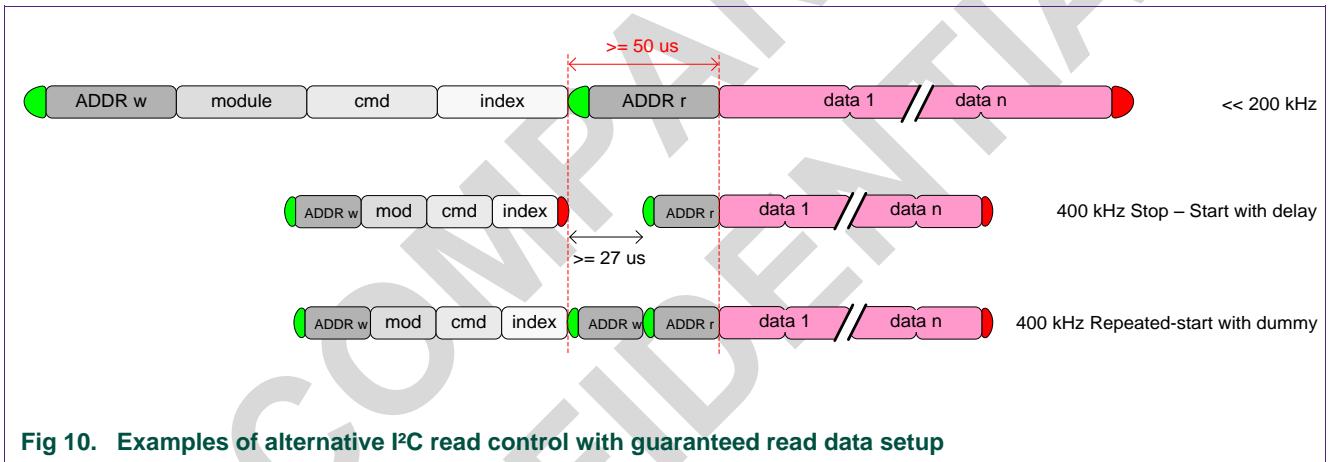 >= 50 us
ADDR w module cmd index ADDR r data 1 data n << 200 kHz
ADDR w mod cmd index ADDR r data 1 data n 400 kHz Stop – Start with delay
>= 27 us
ADDR w mod cmd index ADDR w ADDR r data 1 data n 400 kHz Repeated-start with dummy
Fig 10. Examples of alternative I²C read control with guaranteed read data setup